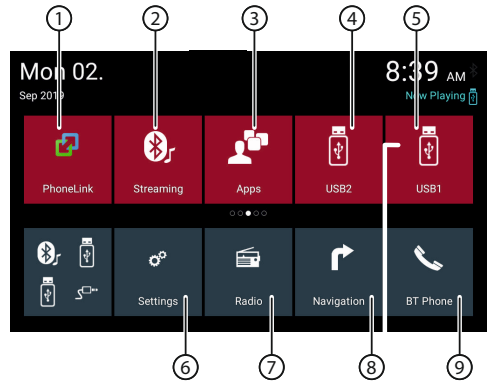 1 2 3 4 5
Mon 02.
8:39 AM
Sep 2019
Now Playing
PhoneLink Streaming Apps USB2 USB1
Settings Radio Navigation BT Phone
6 7 8 9